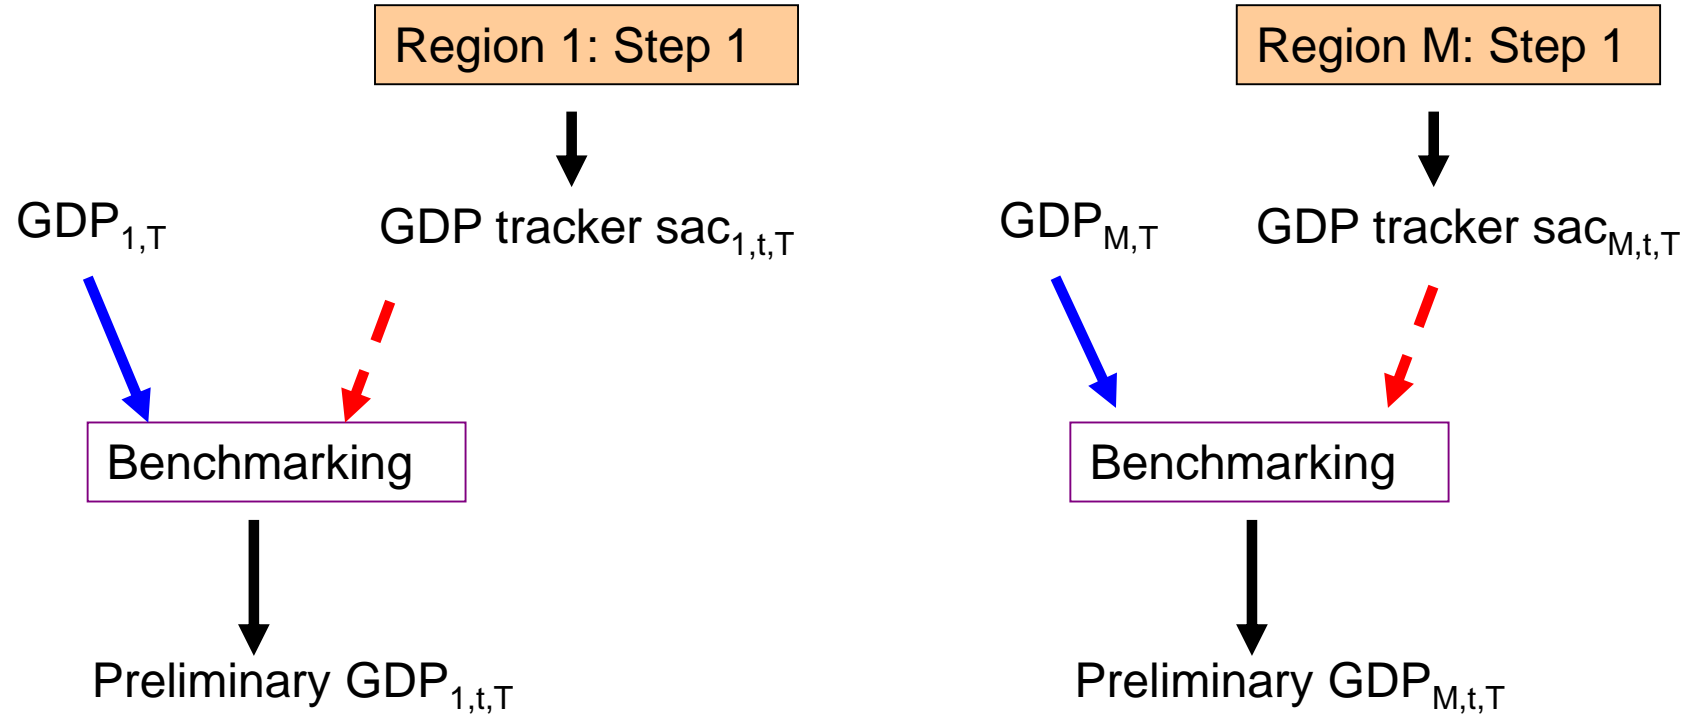 Region 1: Step 1
Region M: Step 1
GDP1,T
GDP tracker sac1,t,T
GDPM,T
GDP tracker sacM,t,T
Benchmarking
Benchmarking
Preliminary GDP1,t,T
Preliminary GDPM,t,T